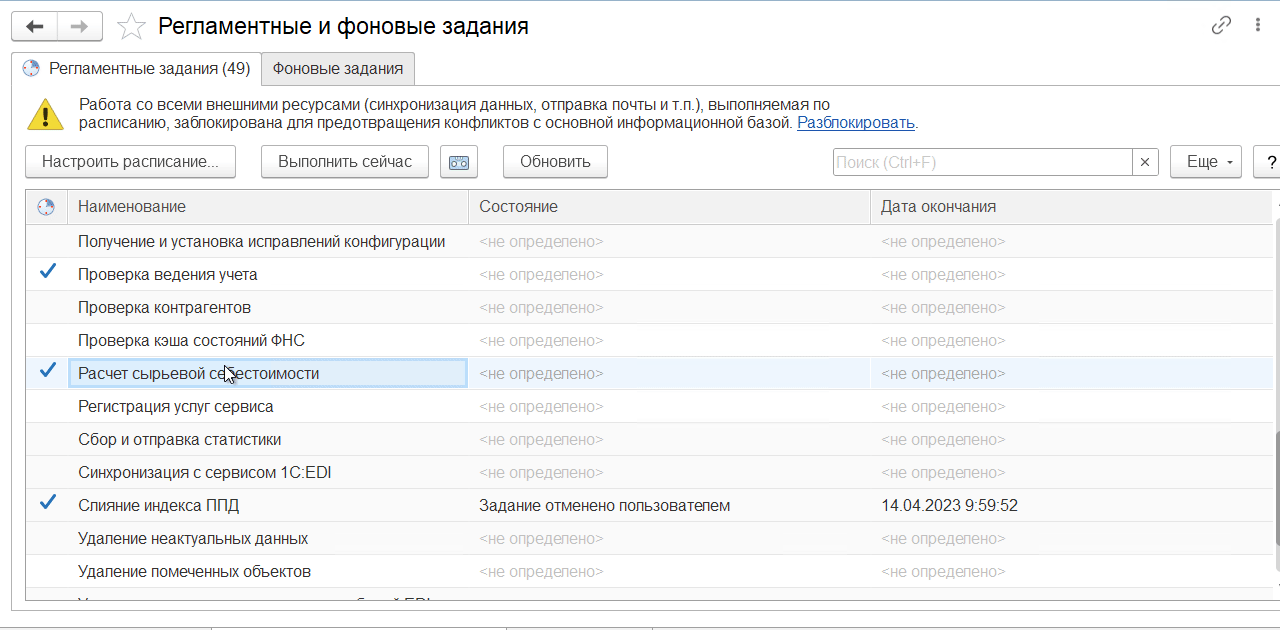 Регламентные и фоновые задания
Регламентные задания (49) Фоновые задания
Работа со всеми внешними ресурсами (синхронизация данных, отправка почты и т.п.), выполняемая по
расписанию, заблокирована для предотвращения конфликтов с основной информационной базой. Разблокировать.
Настроить расписание... Выполнить сейчас Обновить Поиск (Ctrl+F) × Еще ?
Наименование Состояние Дата окончания
Получение и установка исправлений конфигурации <не определено> <не определено>
Проверка ведения учета <не определено> <не определено>
Проверка контрагентов <не определено> <не определено>
Проверка кэша состояний ФНС <не определено> <не определено>
Расчет сырьевой себестоимости <не определено> <не определено>
Регистрация услуг сервиса <не определено> <не определено>
Сбор и отправка статистики <не определено> <не определено>
Синхронизация с сервисом 1С:EDI <не определено> <не определено>
Слияние индекса ППД Задание отменено пользователем 14.04.2023 9:59:52
Удаление неактуальных данных <не определено> <не определено>
Удаление помеченных объектов <не определено> <не определено>